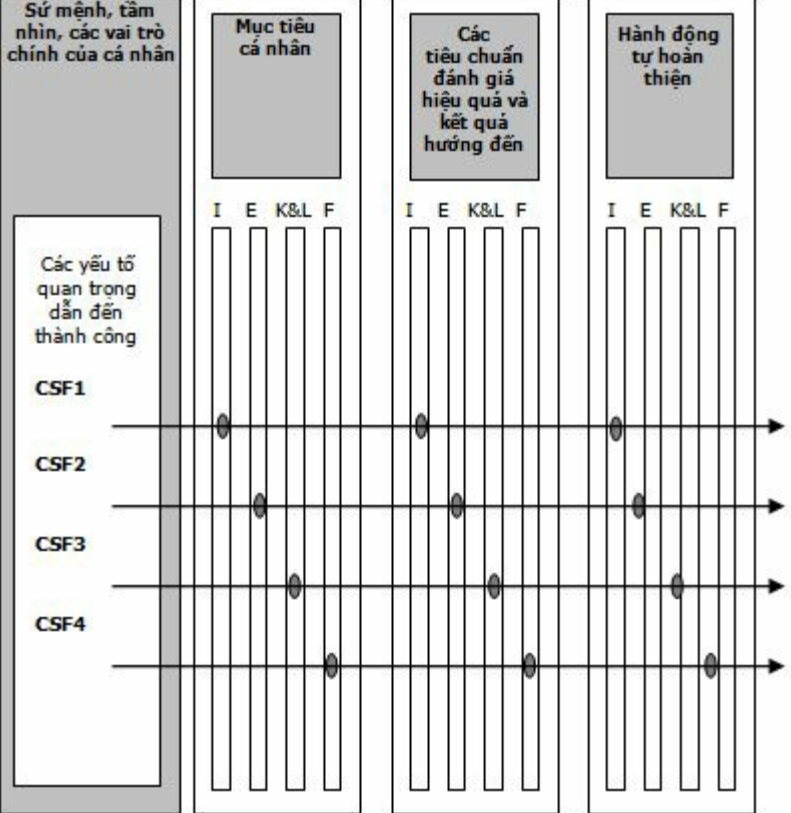 Sứ mệnh, tầm
nhìn, các vai trò
chính của cá nhân
Mục tiêu
cá nhân
Các
tiêu chuẩn
đánh giá
hiệu quả và
kết quả
hướng đến
Hành động
tự hoàn
thiện
I E K&L F
I E K&L F
I E K&L F
Các yếu tố
quan trọng
dẫn đến
thành công
CSF1
CSF2
CSF3
CSF4